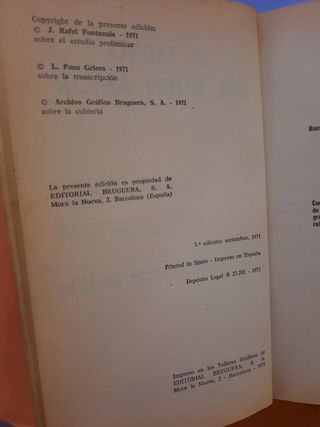 Copyright de la presente edición:
© J. Rafel Fontanals - 1971
sobre el estudio preliminar
© L. Pons Griera - 1971
sobre la transcripción
© Archivo Gráfico Bruguera, S. A. - 1971
sobre la cubierta
La presente edición es propiedad de
EDITORIAL BRUGUERA, S. A.
Mora la Nueva, 2. Barcelona (España)
1.ª edición: setiembre, 1971
Printed in Spain - Impreso en España
Depósito Legal B 27.292 - 1971
Impreso en los Talleres Gráficos de
EDITORIAL BRUGUERA, S. A.
Mora la Nueva, 2 - Barcelona - 1971